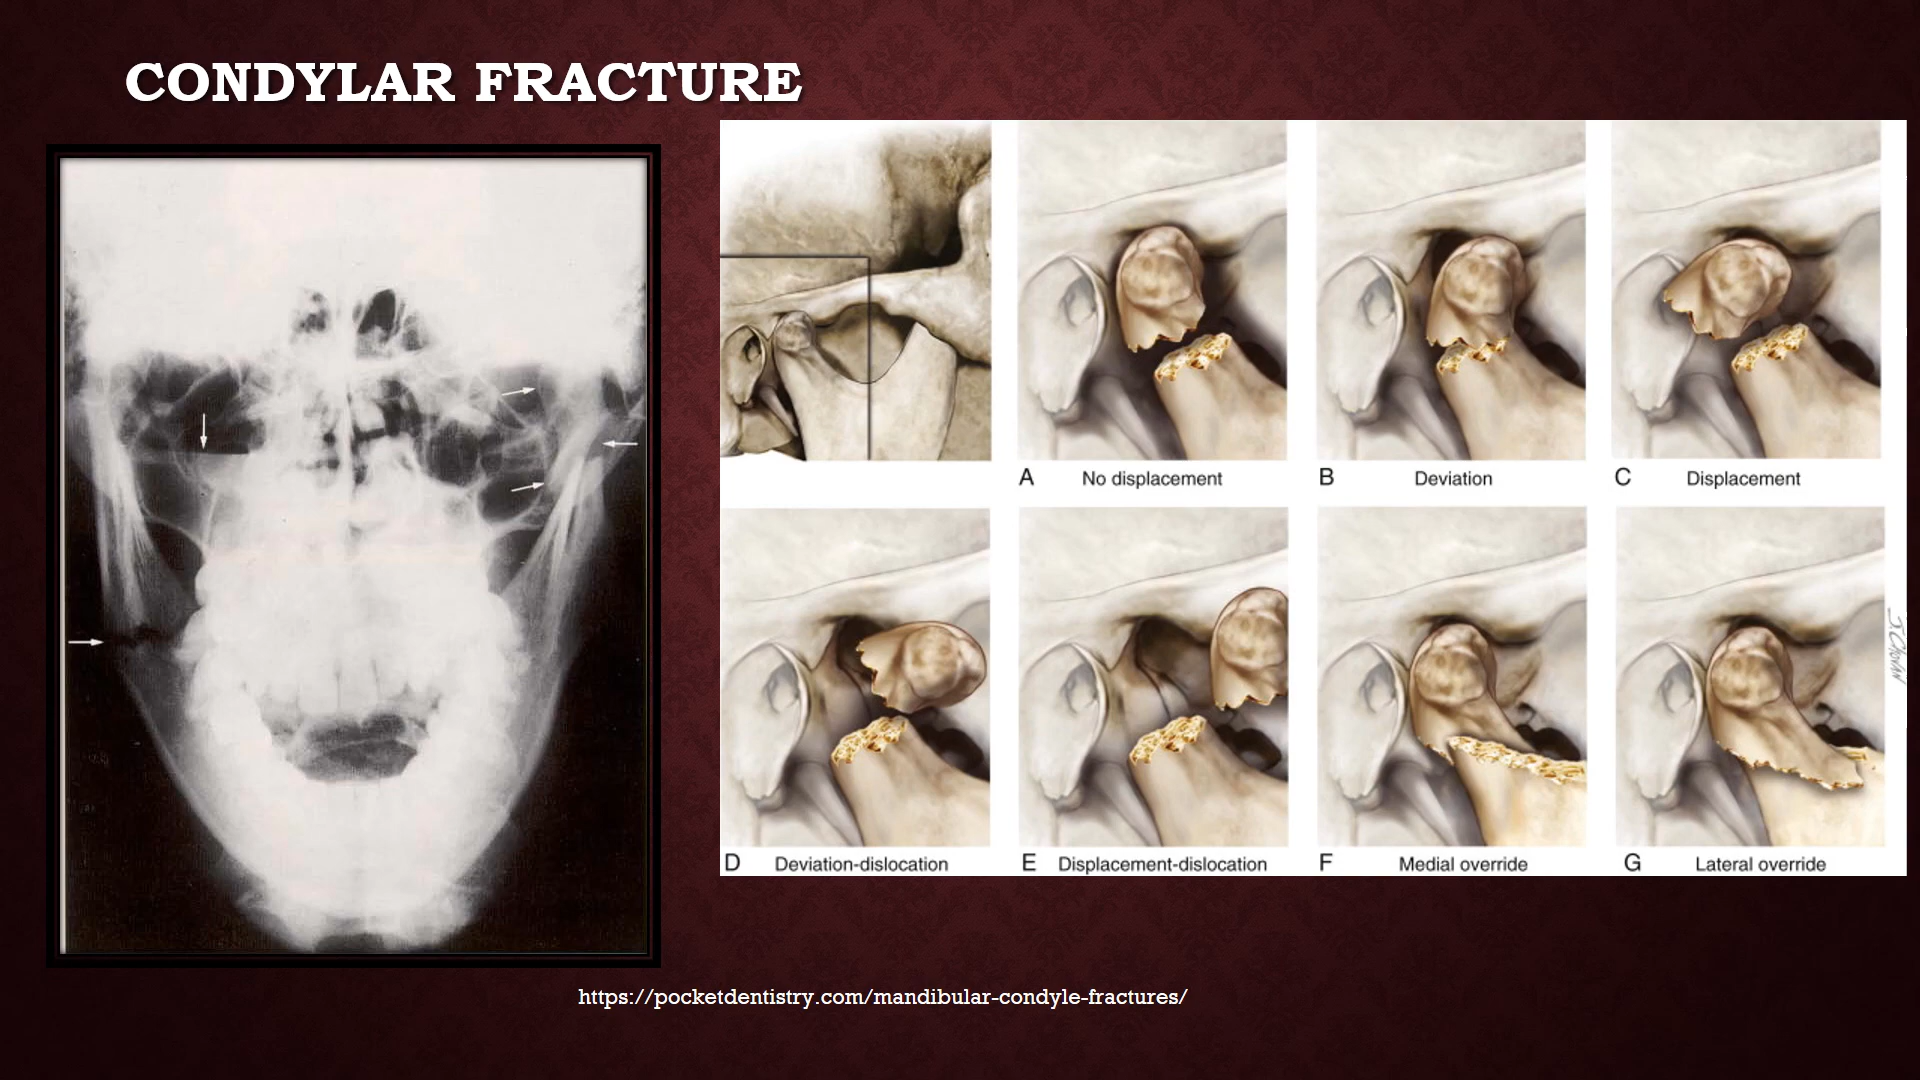 CONDYLAR FRACTURE
A No displacement
B Deviation
C Displacement
D Deviation-dislocation
E Displacement-dislocation
F Medial override
G Lateral override
https://pocketdentistry.com/mandibular-condyle-fractures/